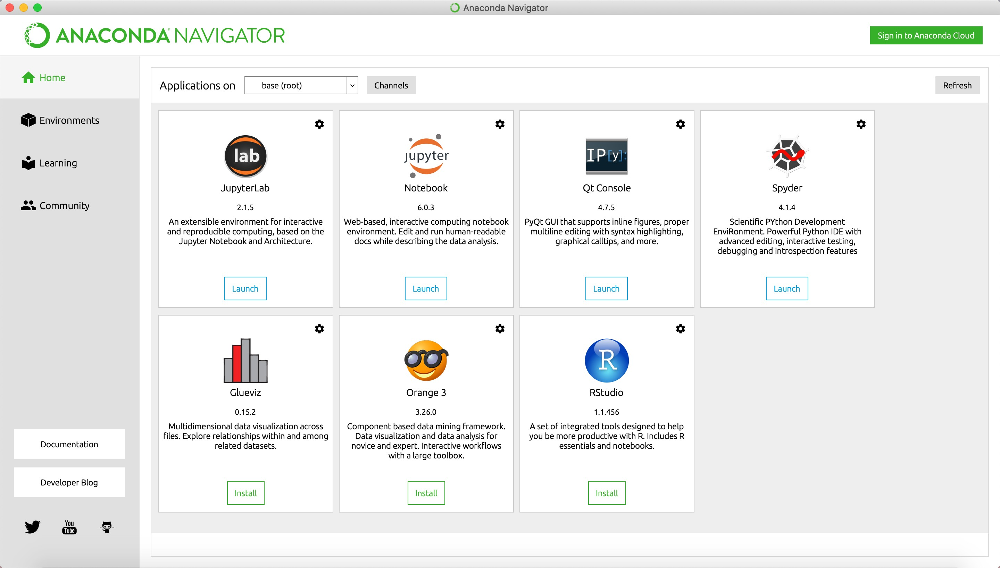 Anaconda Navigator
ANACONDA NAVIGATOR
Sign in to Anaconda Cloud
Home
Environments
Learning
Community
Documentation
Developer Blog
You
Tube
Applications on
base (root)
Channels
Refresh
lab
JupyterLab
2.1.5
An extensible environment for interactive
and reproducible computing, based on the
Jupyter Notebook and Architecture.
Launch
jupyter
Notebook
6.0.3
Web-based, interactive computing notebook
environment. Edit and run human-readable
docs while describing the data analysis.
Launch
IP[y]:
Qt Console
4.7.5
PyQt GUI that supports inline figures, proper
multiline editing with syntax highlighting,
graphical calltips, and more.
Launch
Spyder
4.1.4
Scientific PYthon Development
EnviRonment. Powerful Python IDE with
advanced editing, interactive testing,
debugging and introspection features
Launch
Glueviz
0.15.2
Multidimensional data visualization across
files. Explore relationships within and among
related datasets.
Install
Orange 3
3.26.0
Component based data mining framework.
Data visualization and data analysis for
novice and expert. Interactive workflows
with a large toolbox.
Install
R
RStudio
1.1.456
A set of integrated tools designed to help
you be more productive with R. Includes R
essentials and notebooks.
Install